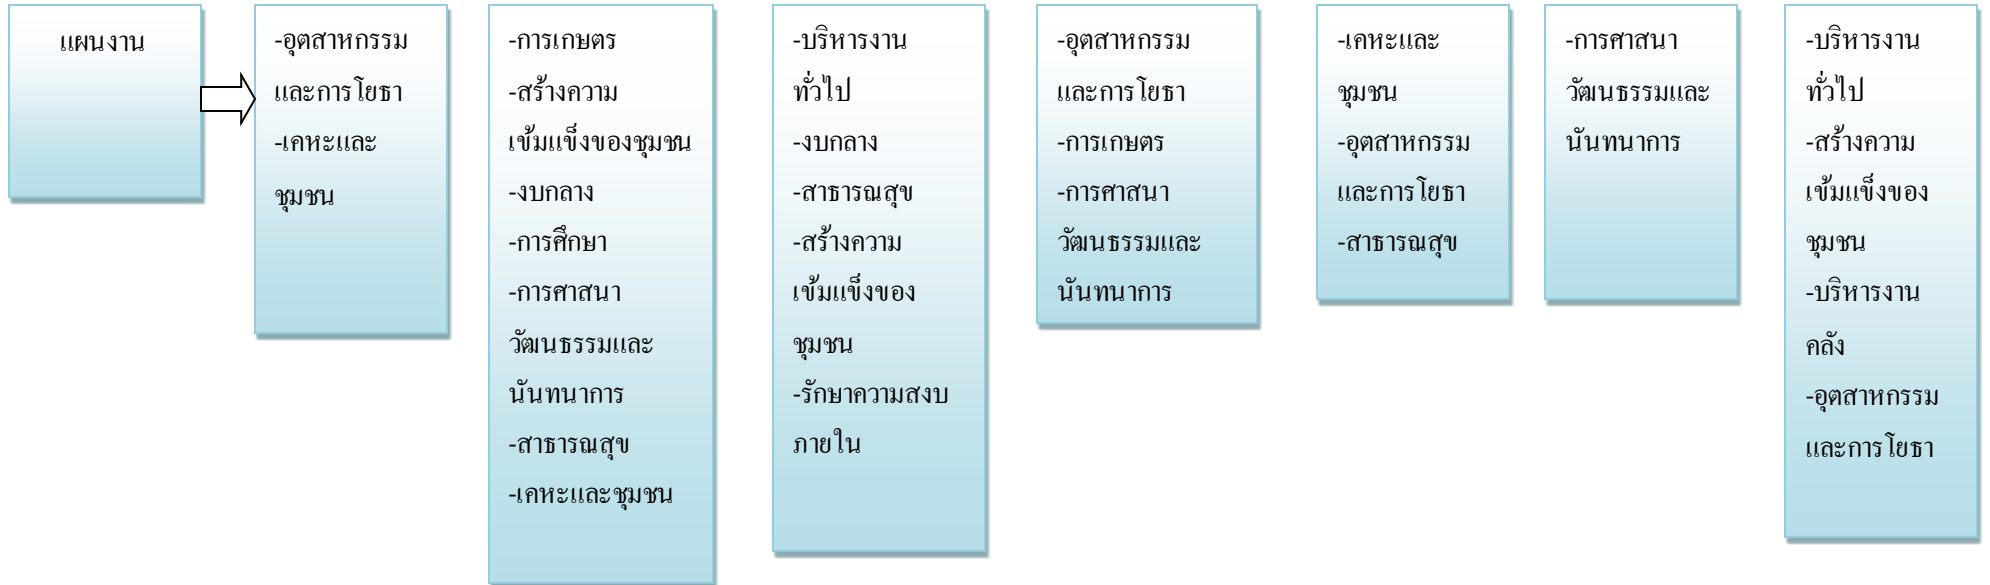 แผนงาน
-อุตสาหกรรม
และการโยธา
-เคหะและ
ชุมชน
-การเกษตร
-สร้างความ
เข้มแข็งของชุมชน
-งบกลาง
-การศึกษา
-การศาสนา
วัฒนธรรมและ
นันทนาการ
-สาธารณสุข
-เคหะและชุมชน
-บริหารงาน
ทั่วไป
-งบกลาง
-สาธารณสุข
-สร้างความ
เข้มแข็งของ
ชุมชน
-รักษาความสงบ
ภายใน
-อุตสาหกรรม
และการโยธา
-การเกษตร
-การศาสนา
วัฒนธรรมและ
นันทนาการ
-เคหะและ
ชุมชน
-อุตสาหกรรม
และการโยธา
-สาธารณสุข
-การศาสนา
วัฒนธรรมและ
นันทนาการ
-บริหารงาน
ทั่วไป
-สร้างความ
เข้มแข็งของ
ชุมชน
-บริหารงาน
คลัง
-อุตสาหกรรม
และการโยธา